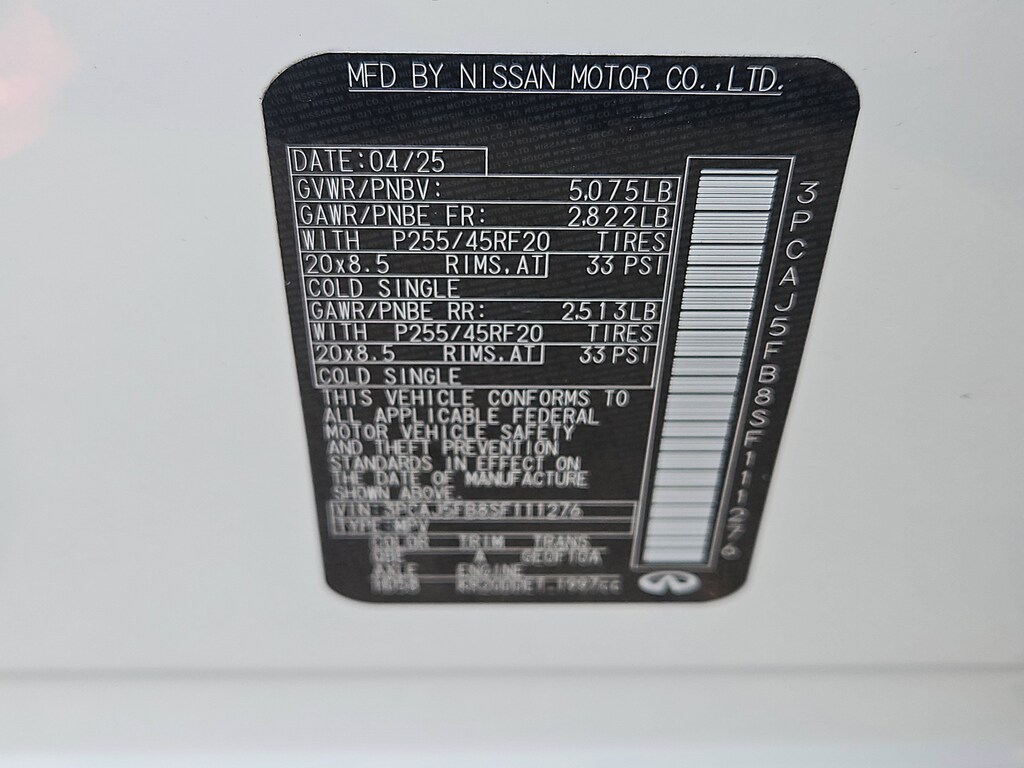 MFD BY NISSAN MOTOR CO.,LTD.
DATE:04/25
GVWR/PNBV: 5,075LB
GAWR/PNBE FR: 2,822LB
WITH P255/45RF20 TIRES
20x8.5 RIMS,AT 33 PSI
COLD SINGLE
GAWR/PNBE RR: 2,513LB
WITH P255/45RF20 TIRES
20x8.5 RIMS,AT 33 PSI
COLD SINGLE
THIS VEHICLE CONFORMS TO
ALL APPLICABLE FEDERAL
MOTOR VEHICLE SAFETY
AND THEFT PREVENTION
STANDARDS IN EFFECT ON
THE DATE OF MANUFACTURE
SHOWN ABOVE.
VIN: 3PCAJ5FB8SF111276
TYPE: MPV
COLOR TRIM TRANS
QBE A
AXLE ENGINE
1997cc
3PCAJ5FB8SF111276